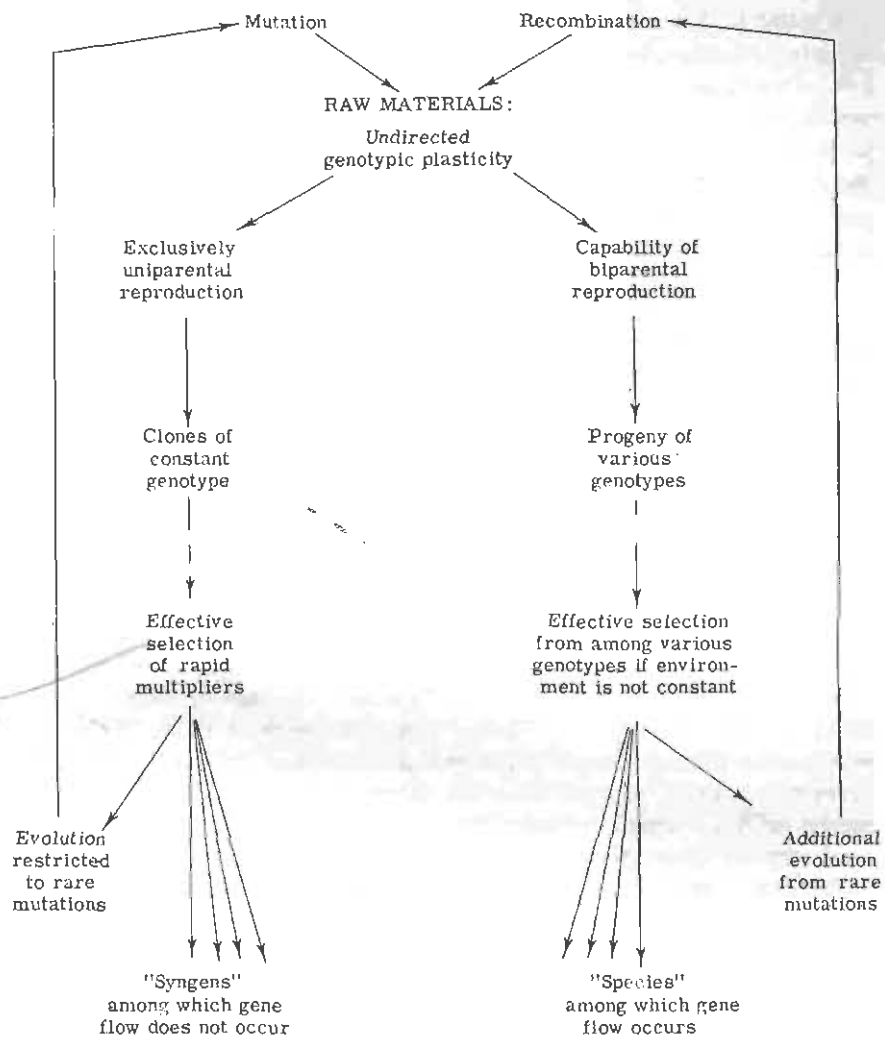 Mutation
Recombination
RAW MATERIALS:
Undirected
genotypic plasticity
Exclusively
uniparental
reproduction
Capability of
biparental
reproduction
Clones of
constant
genotype
Progeny of
various
genotypes
Effective
selection
of rapid
multipliers
Effective selection
from among various
genotypes if environ-
ment is not constant
Evolution
restricted
to rare
mutations
Additional
evolution
from rare
mutations
"Syngens"
among which gene
flow does not occur
"Species"
among which gene
flow occurs